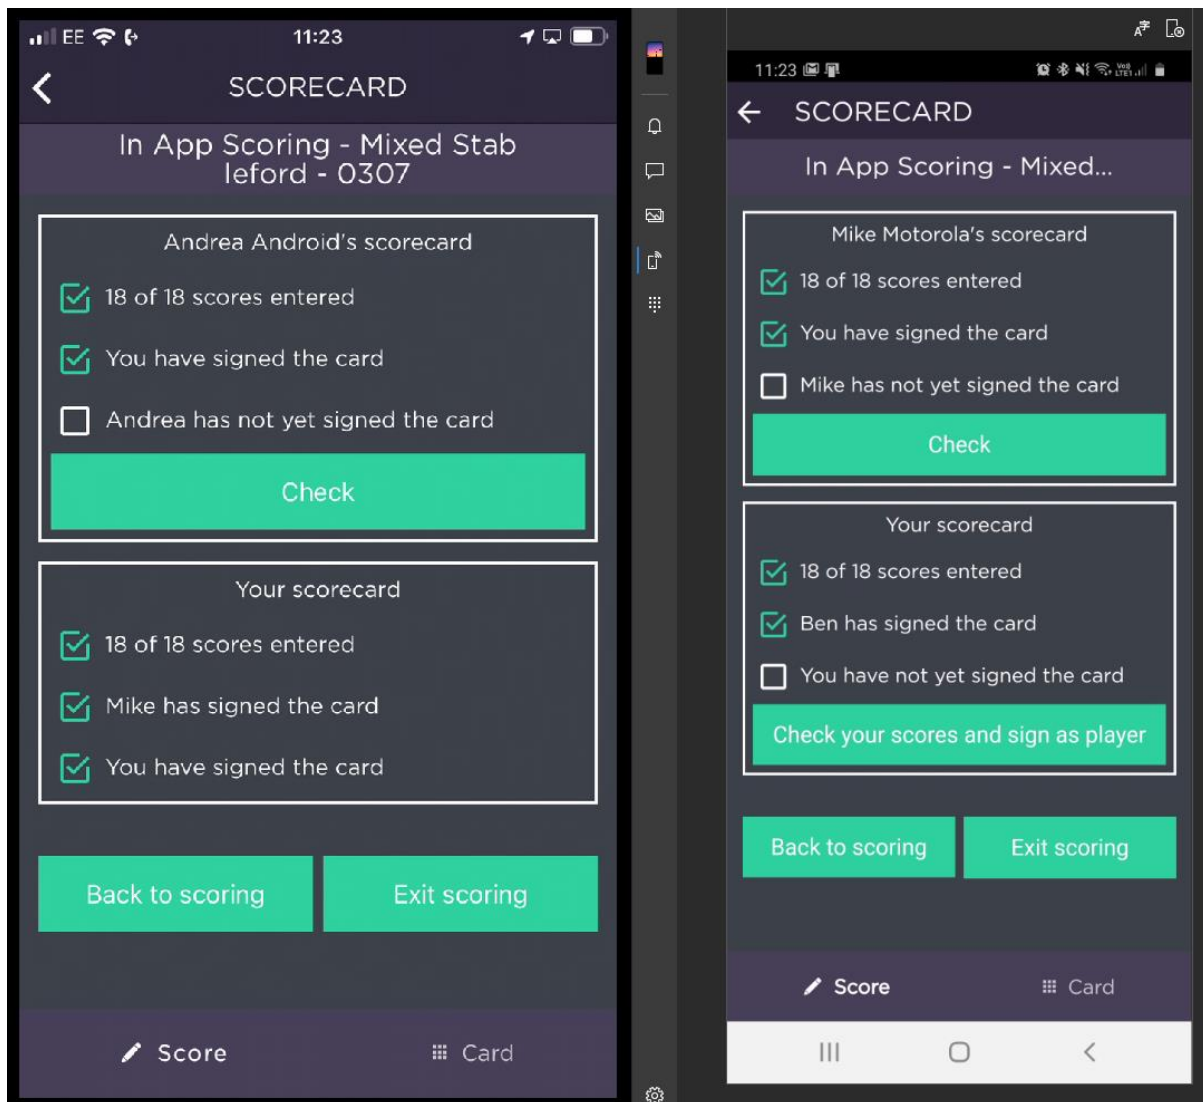 EE 11:23
SCORECARD
In App Scoring - Mixed Stab
leford - 0307
Andrea Android's scorecard
18 of 18 scores entered
You have signed the card
Andrea has not yet signed the card
Check
Your scorecard
18 of 18 scores entered
Mike has signed the card
You have signed the card
Back to scoring Exit scoring
Score Card
11:23
SCORECARD
In App Scoring - Mixed...
Mike Motorola's scorecard
18 of 18 scores entered
You have signed the card
Mike has not yet signed the card
Check
Your scorecard
18 of 18 scores entered
Ben has signed the card
You have not yet signed the card
Check your scores and sign as player
Back to scoring Exit scoring
Score Card